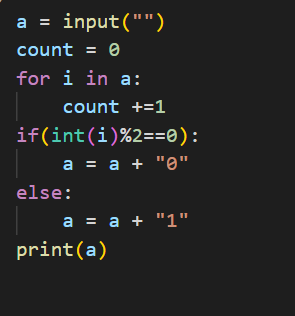 a = input("")
count = 0
for i in a:
    count +=1
if(int(i)%2==0):
    a = a + "0"
else:
    a = a + "1"
print(a)